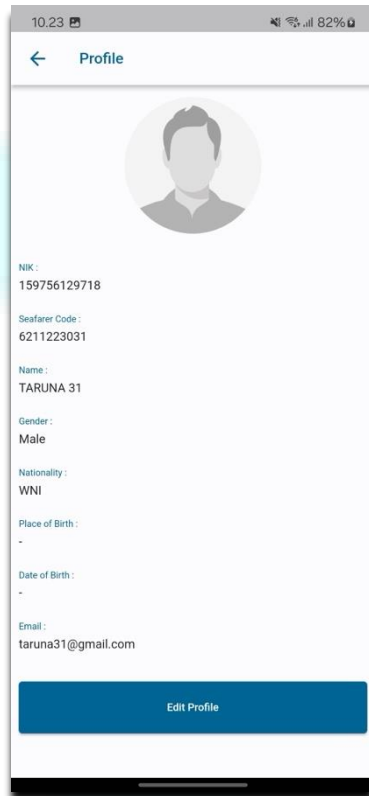 10.23
82%
Profile
NIK :
159756129718
Seafarer Code :
6211223031
Name :
TARUNA 31
Gender :
Male
Nationality :
WNI
Place of Birth :
-
Date of Birth :
-
Email :
taruna31@gmail.com
Edit Profile